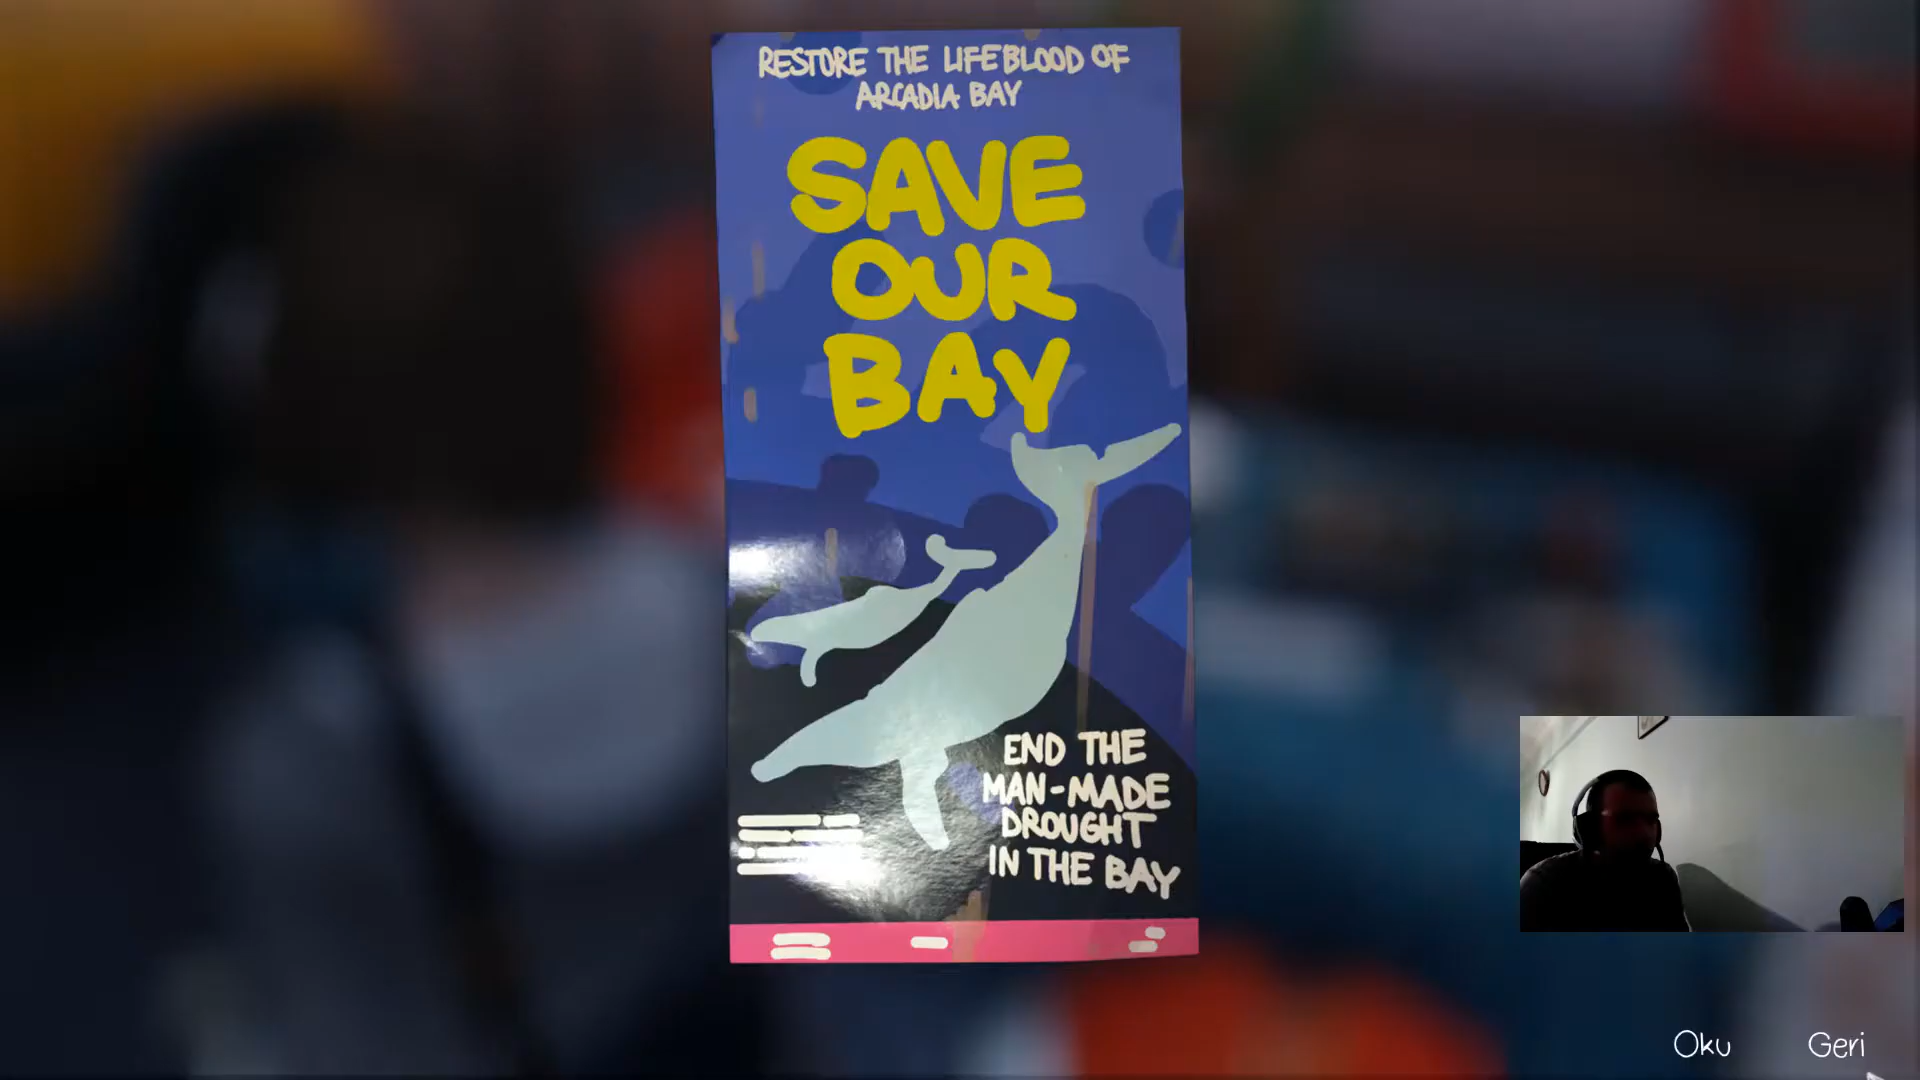 RESTORE THE LIFEBLOOD OF
ARCADIA BAY
SAVE
OUR
BAY
END THE
MAN-MADE
DROUGHT
IN THE BAY
Oku
Geri